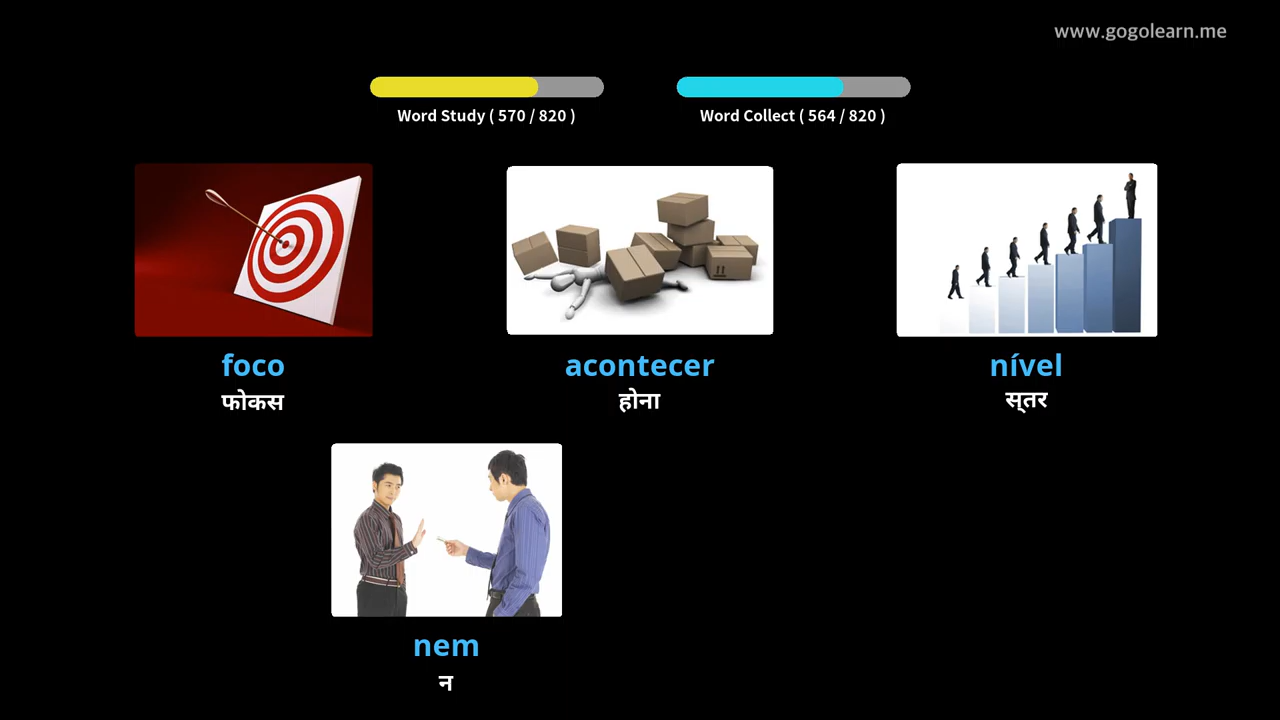 www.gogolearn.me
Word Study ( 570 / 820 )
Word Collect ( 564 / 820 )
foco
फोकस
acontecer
होना
nível
स्‌तर
nem
न